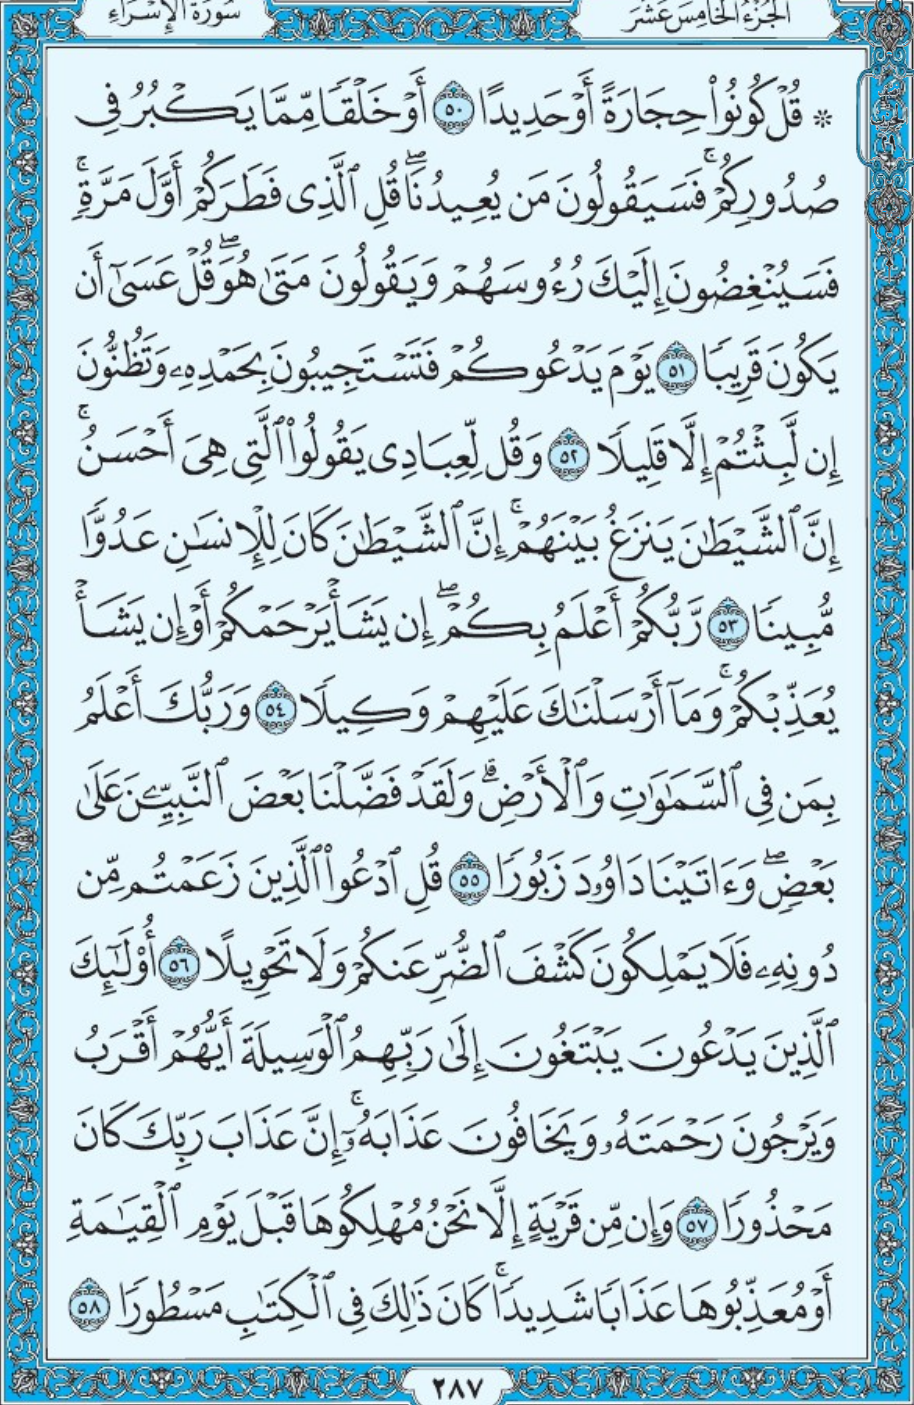 الجُزْءُ الخَامِسَ عَشَرَ
سُورَةُ الإِسْرَاءِ
۞ قُلْ كُونُوا۟ حِجَارَةً أَوْ حَدِيدًا ٥٠ أَوْ خَلْقًا مِّمَّا يَكْبُرُ فِى
صُدُورِكُمْۚ فَسَيَقُولُونَ مَن يُعِيدُنَاۖ قُلِ ٱلَّذِى فَطَرَكُمْ أَوَّلَ مَرَّةٍۚ
فَسَيُنْغِضُونَ إِلَيْكَ رُءُوسَهُمْ وَيَقُولُونَ مَتَىٰ هُوَۖ قُلْ عَسَىٰٓ أَن
يَكُونَ قَرِيبًا ٥١ يَوْمَ يَدْعُوكُمْ فَتَسْتَجِيبُونَ بِحَمْدِهِۦ وَتَظُنُّونَ
إِن لَّبِثْتُمْ إِلَّا قَلِيلًا ٥٢ وَقُل لِّعِبَادِى يَقُولُوا۟ ٱلَّتِى هِىَ أَحْسَنُۚ
إِنَّ ٱلشَّيْطَٰنَ يَنزَغُ بَيْنَهُمْۚ إِنَّ ٱلشَّيْطَٰنَ كَانَ لِلْإِنسَٰنِ عَدُوًّا
مُّبِينًا ٥٣ رَّبُّكُمْ أَعْلَمُ بِكُمْۖ إِن يَشَأْ يَرْحَمْكُمْ أَوْ إِن يَشَأْ
يُعَذِّبْكُمْۚ وَمَآ أَرْسَلْنَٰكَ عَلَيْهِمْ وَكِيلًا ٥٤ وَرَبُّكَ أَعْلَمُ
بِمَن فِى ٱلسَّمَٰوَٰتِ وَٱلْأَرْضِۗ وَلَقَدْ فَضَّلْنَا بَعْضَ ٱلنَّبِيِّۦنَ عَلَىٰ
بَعْضٍۖ وَءَاتَيْنَا دَاوُۥدَ زَبُورًا ٥٥ قُلِ ٱدْعُوا۟ ٱلَّذِينَ زَعَمْتُم مِّن
دُونِهِۦ فَلَا يَمْلِكُونَ كَشْفَ ٱلضُّرِّ عَنكُمْ وَلَا تَحْوِيلًا ٥٦ أُو۟لَٰٓئِكَ
ٱلَّذِينَ يَدْعُونَ يَبْتَغُونَ إِلَىٰ رَبِّهِمُ ٱلْوَسِيلَةَ أَيُّهُمْ أَقْرَبُ
وَيَرْجُونَ رَحْمَتَهُۥ وَيَخَافُونَ عَذَابَهُۥٓۚ إِنَّ عَذَابَ رَبِّكَ كَانَ
مَحْذُورًا ٥٧ وَإِن مِّن قَرْيَةٍ إِلَّا نَحْنُ مُهْلِكُوهَا قَبْلَ يَوْمِ ٱلْقِيَٰمَةِ
أَوْ مُعَذِّبُوهَا عَذَابًا شَدِيدًاۚ كَانَ ذَٰلِكَ فِى ٱلْكِتَٰبِ مَسْطُورًا ٥٨
٢٨٧